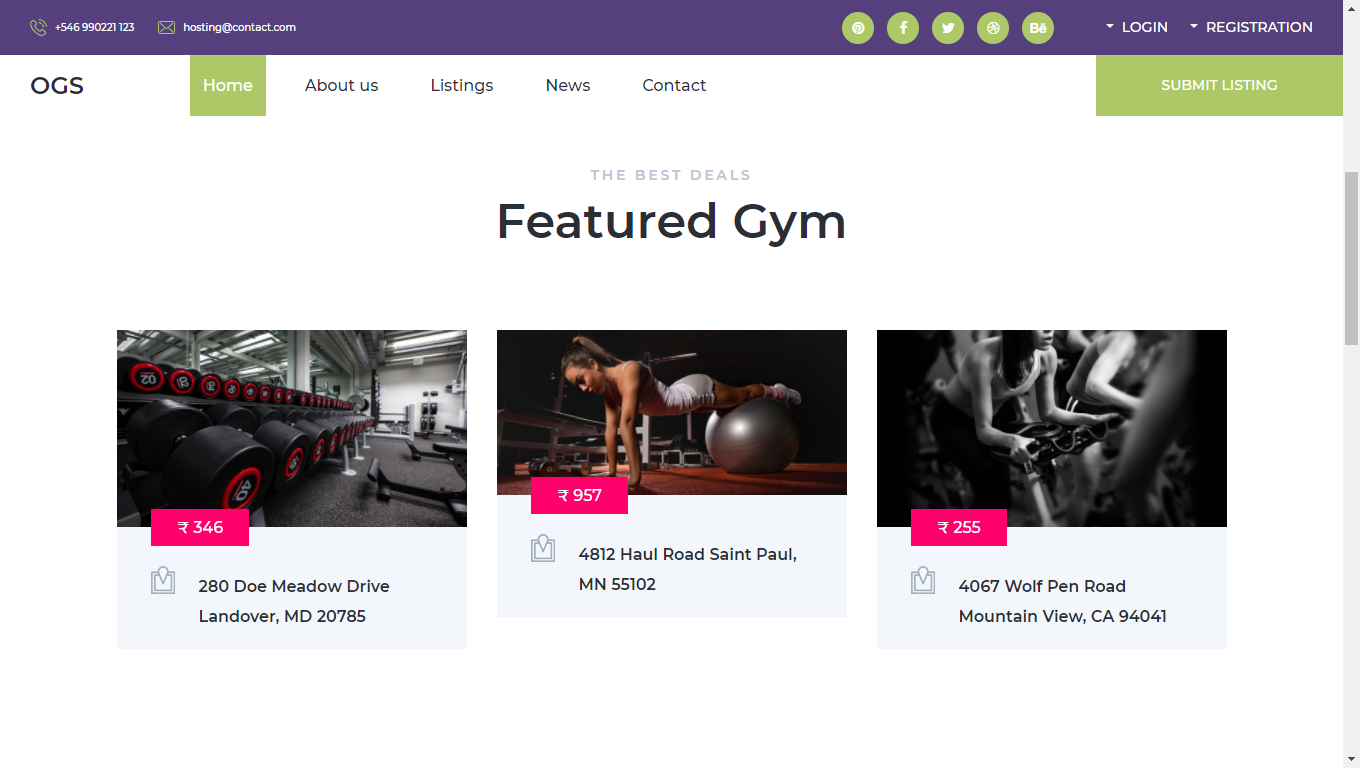 +546 990221 123
hosting@contact.com
LOGIN
REGISTRATION
OGS
Home
About us
Listings
News
Contact
SUBMIT LISTING
THE BEST DEALS
Featured Gym
₹ 346
280 Doe Meadow Drive
Landover, MD 20785
₹ 957
4812 Haul Road Saint Paul,
MN 55102
₹ 255
4067 Wolf Pen Road
Mountain View, CA 94041